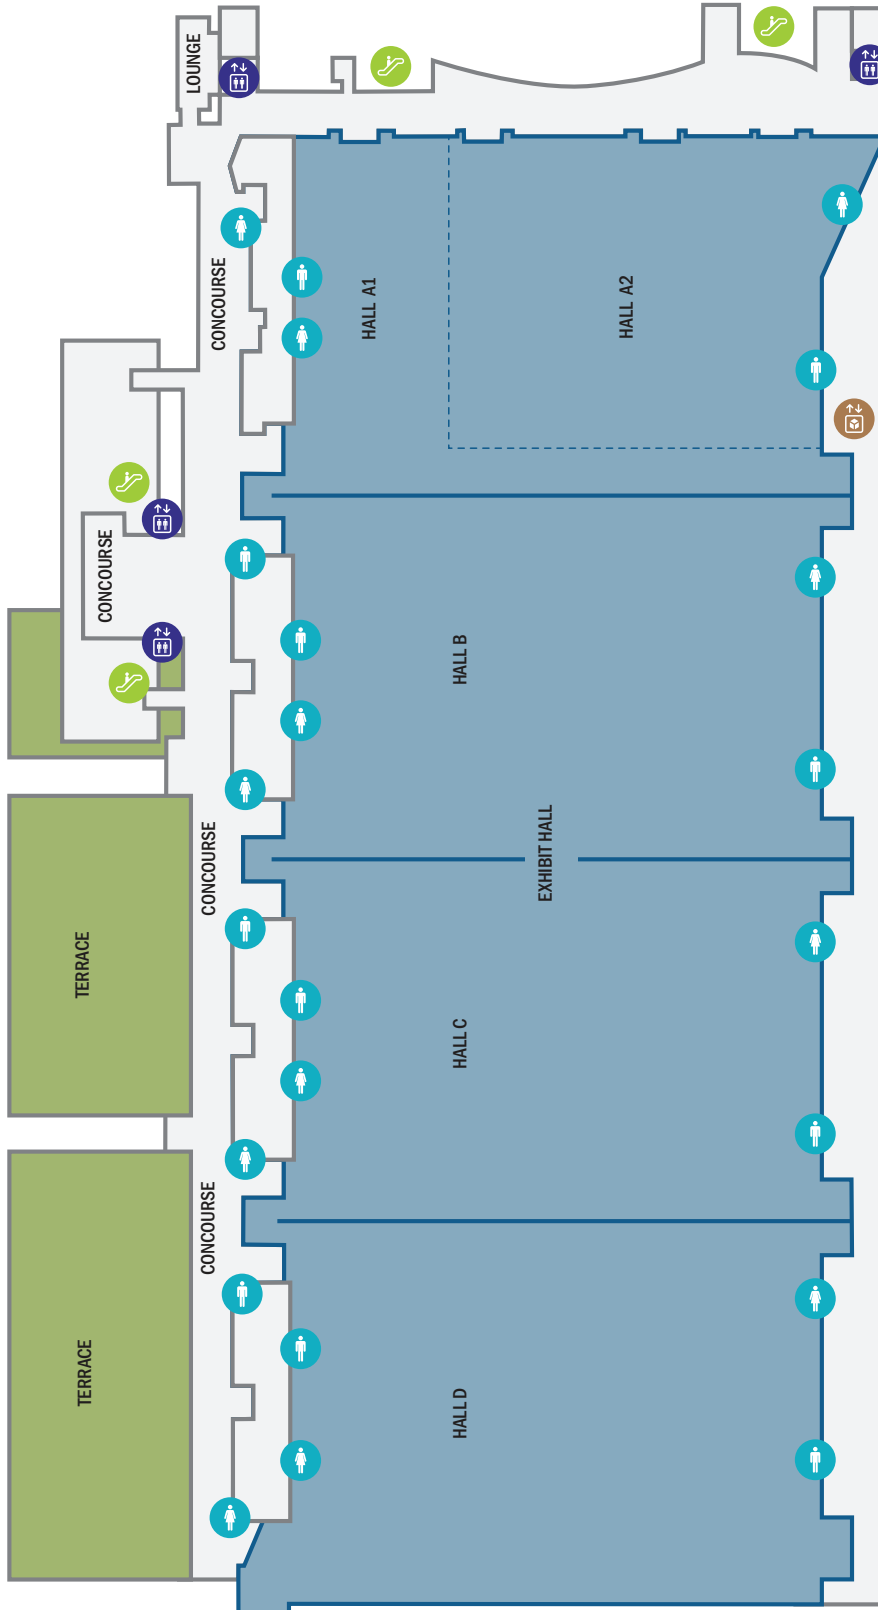 LOUNGE
CONCOURSE
HALL A1
HALL A2
CONCOURSE
HALL B
EXHIBIT HALL
CONCOURSE
TERRACE
HALL C
CONCOURSE
TERRACE
HALL D